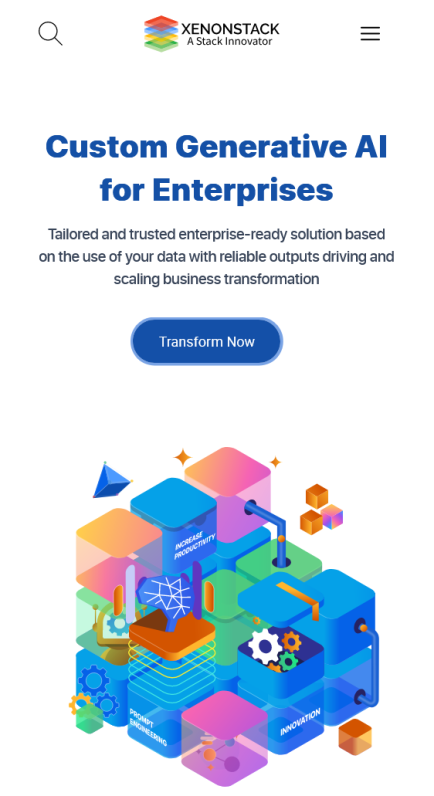 XENONSTACK
A Stack Innovator
Custom Generative AI
for Enterprises
Tailored and trusted enterprise-ready solution based
on the use of your data with reliable outputs driving and
scaling business transformation
Transform Now
INCREASE
PRODUCTIVITY
PROMPT
ENGINEERING
INNOVATION